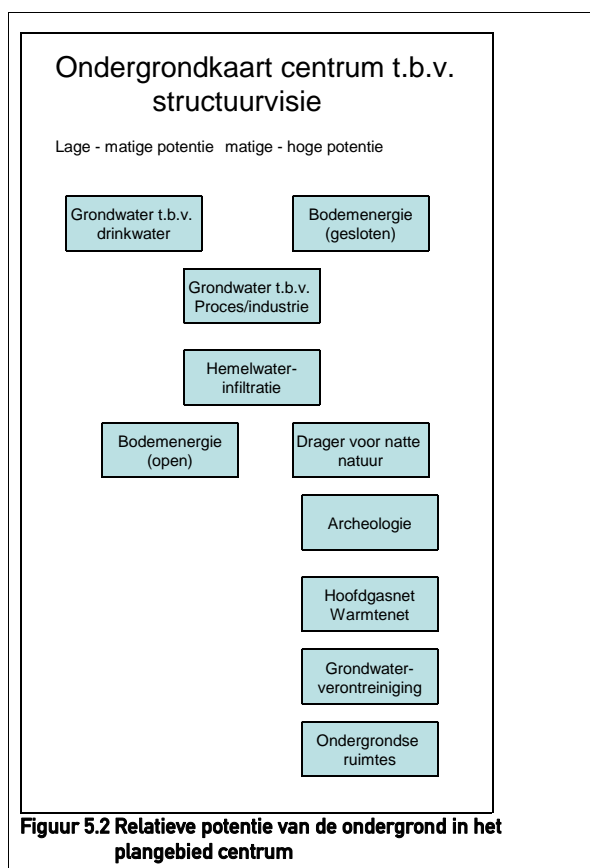 Ondergrondkaart centrum t.b.v.
structuurvisie
Lage - matige potentie matige - hoge potentie
Grondwater t.b.v.
drinkwater
Bodemenergie
(gesloten)
Grondwater t.b.v.
Proces/industrie
Hemelwater-
infiltratie
Bodemenergie
(open)
Drager voor natte
natuur
Archeologie
Hoofdgasnet
Warmtenet
Grondwater-
verontreiniging
Ondergrondse
ruimtes
Figuur 5.2 Relatieve potentie van de ondergrond in het
plangebied centrum